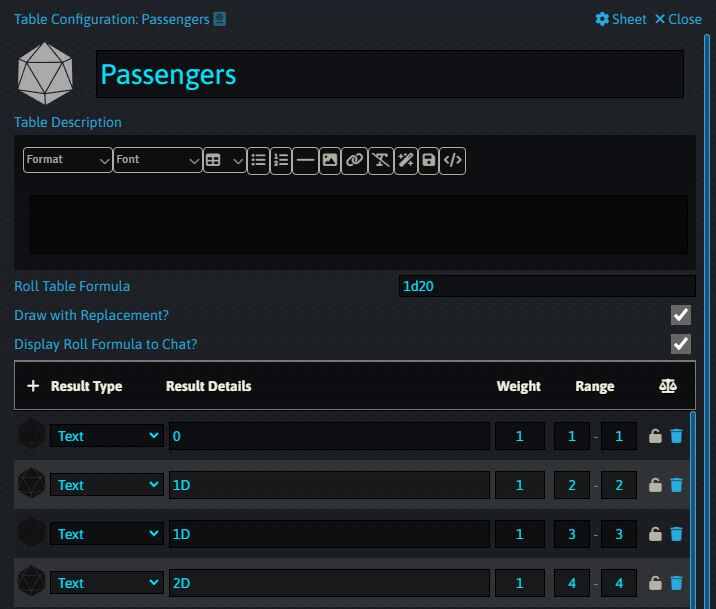 Table Configuration: Passengers Sheet Close
Passengers
Table Description
Format Font
Roll Table Formula 1d20
Draw with Replacement?
Display Roll Formula to Chat?
+ Result Type Result Details Weight Range
Text 0 1 1 - 1
Text 1D 1 2 - 2
Text 1D 1 3 - 3
Text 2D 1 4 - 4